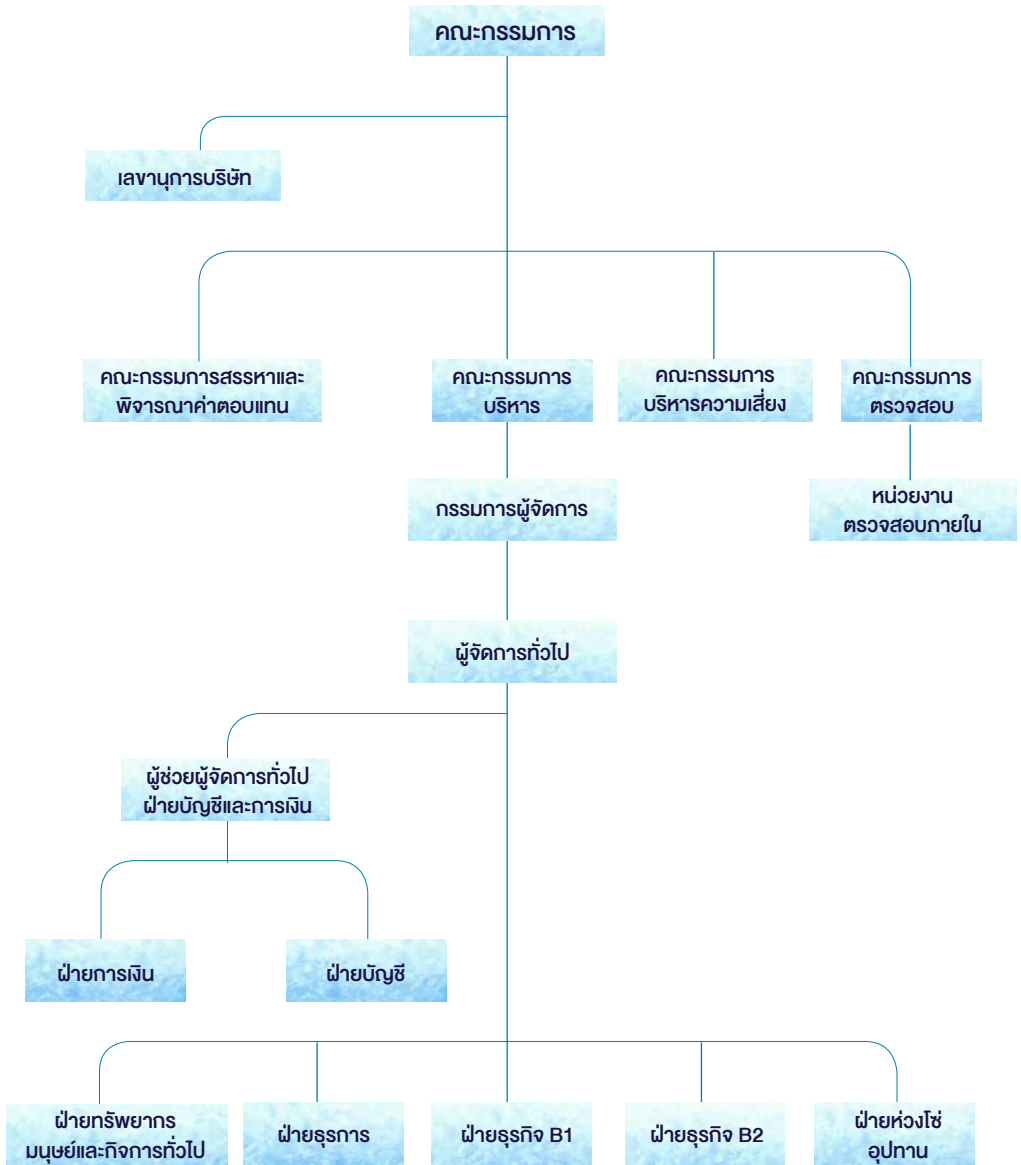 คณะกรรมการ
เลขานุการบริษัท
คณะกรรมการสรรหาและ
พิจารณาค่าตอบแทน
คณะกรรมการ
บริหาร
คณะกรรมการ
บริหารความเสี่ยง
คณะกรรมการ
ตรวจสอบ
กรรมการผู้จัดการ
หน่วยงาน
ตรวจสอบภายใน
ผู้จัดการทั่วไป
ผู้ช่วยผู้จัดการทั่วไป
ฝ่ายบัญชีและการเงิน
ฝ่ายการเงิน
ฝ่ายบัญชี
ฝ่ายทรัพยากร
มนุษย์และกิจการทั่วไป
ฝ่ายธุรการ
ฝ่ายธุรกิจ B1
ฝ่ายธุรกิจ B2
ฝ่ายห่วงโซ่
อุปทาน